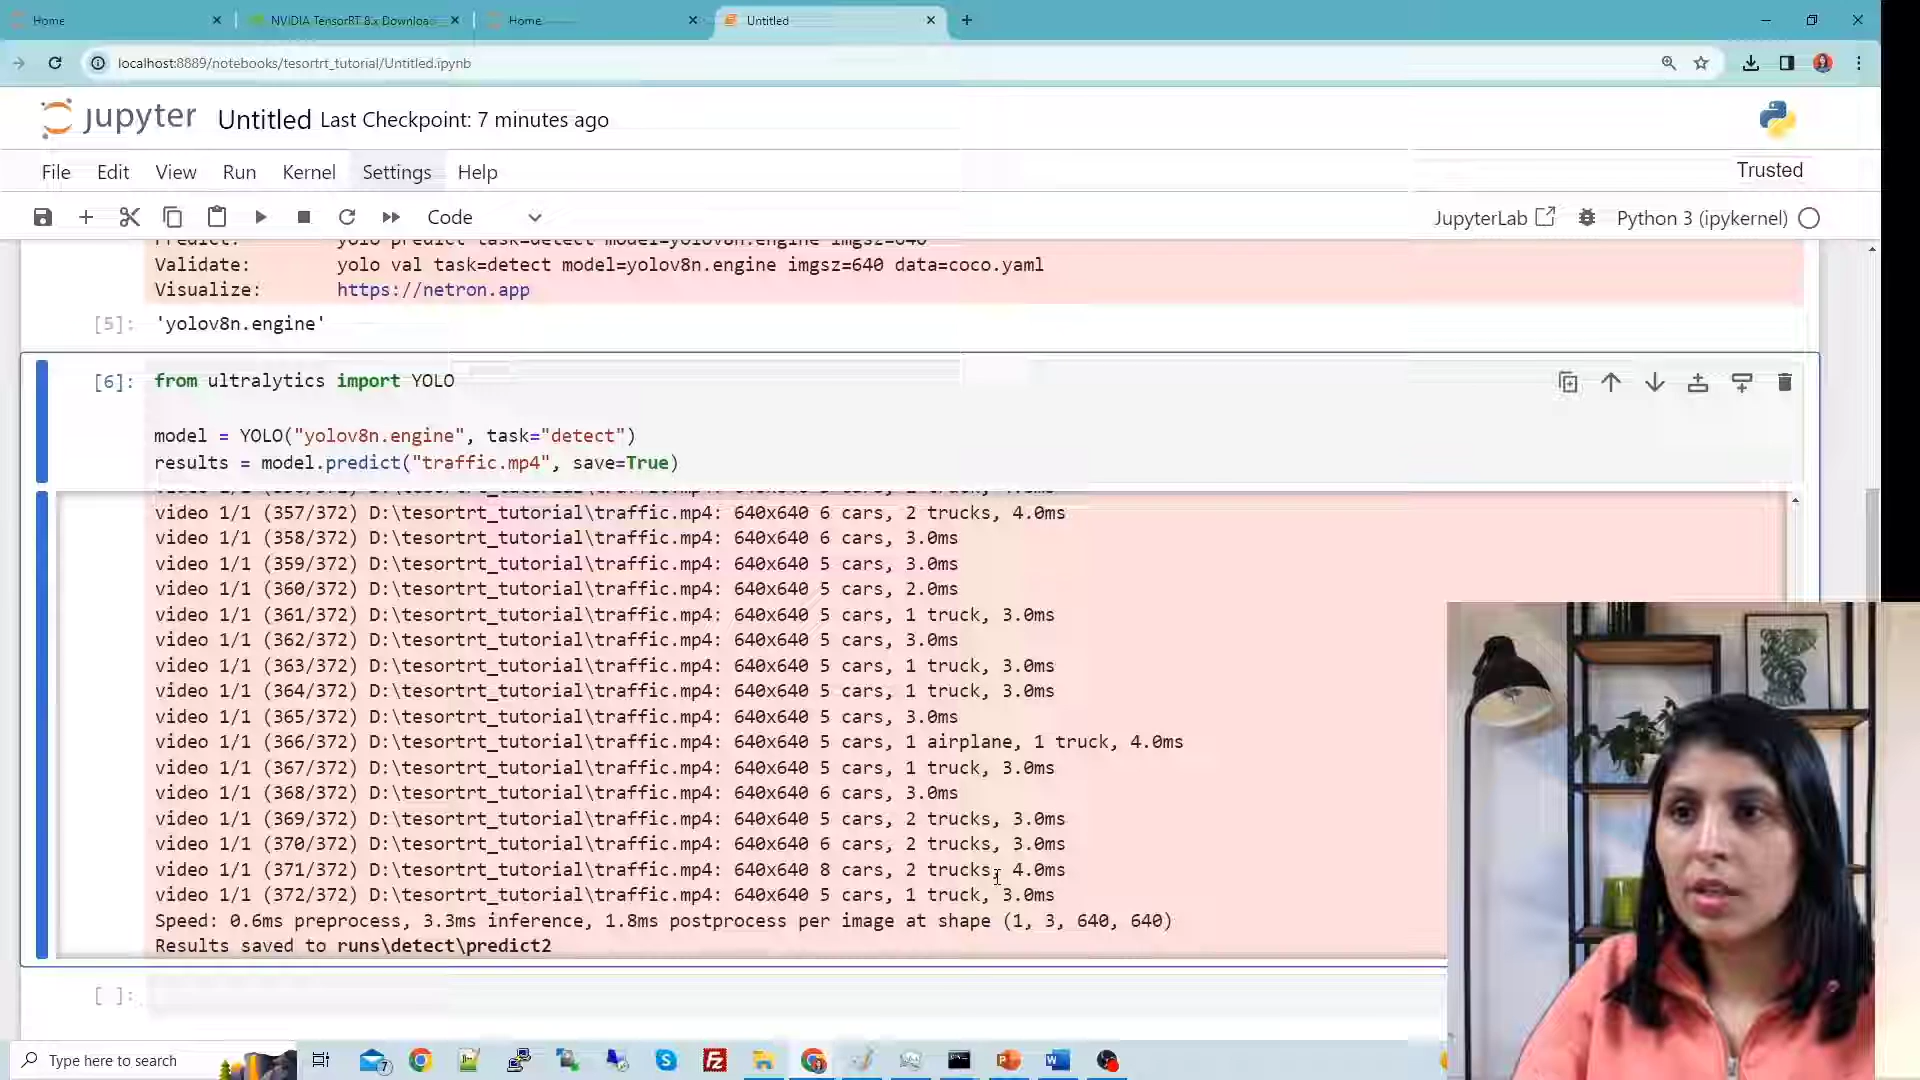 Home
NVIDIA TensorRT 8.x Downloa
Home
Untitled
localhost:8889/notebooks/tesortrt_tutorial/Untitled.ipynb
jupyter Untitled Last Checkpoint: 7 minutes ago
File Edit View Run Kernel Settings Help
Trusted
Code
JupyterLab
Python 3 (ipykernel)
Predict: yolo predict task=detect model=yolov8n.engine imgsz=640
Validate: yolo val task=detect model=yolov8n.engine imgsz=640 data=coco.yaml
Visualize: https://netron.app
[5]: 'yolov8n.engine'
[6]: from ultralytics import YOLO
model = YOLO("yolov8n.engine", task="detect")
results = model.predict("traffic.mp4", save=True)
video 1/1 (357/372) D:\tesortrt_tutorial\traffic.mp4: 640x640 6 cars, 2 trucks, 4.0ms
video 1/1 (358/372) D:\tesortrt_tutorial\traffic.mp4: 640x640 6 cars, 3.0ms
video 1/1 (359/372) D:\tesortrt_tutorial\traffic.mp4: 640x640 5 cars, 3.0ms
video 1/1 (360/372) D:\tesortrt_tutorial\traffic.mp4: 640x640 5 cars, 2.0ms
video 1/1 (361/372) D:\tesortrt_tutorial\traffic.mp4: 640x640 5 cars, 1 truck, 3.0ms
video 1/1 (362/372) D:\tesortrt_tutorial\traffic.mp4: 640x640 5 cars, 3.0ms
video 1/1 (363/372) D:\tesortrt_tutorial\traffic.mp4: 640x640 5 cars, 1 truck, 3.0ms
video 1/1 (364/372) D:\tesortrt_tutorial\traffic.mp4: 640x640 5 cars, 1 truck, 3.0ms
video 1/1 (365/372) D:\tesortrt_tutorial\traffic.mp4: 640x640 5 cars, 3.0ms
video 1/1 (366/372) D:\tesortrt_tutorial\traffic.mp4: 640x640 5 cars, 1 airplane, 1 truck, 4.0ms
video 1/1 (367/372) D:\tesortrt_tutorial\traffic.mp4: 640x640 5 cars, 1 truck, 3.0ms
video 1/1 (368/372) D:\tesortrt_tutorial\traffic.mp4: 640x640 6 cars, 3.0ms
video 1/1 (369/372) D:\tesortrt_tutorial\traffic.mp4: 640x640 5 cars, 2 trucks, 3.0ms
video 1/1 (370/372) D:\tesortrt_tutorial\traffic.mp4: 640x640 6 cars, 2 trucks, 3.0ms
video 1/1 (371/372) D:\tesortrt_tutorial\traffic.mp4: 640x640 8 cars, 2 trucks, 4.0ms
video 1/1 (372/372) D:\tesortrt_tutorial\traffic.mp4: 640x640 5 cars, 1 truck, 3.0ms
Speed: 0.6ms preprocess, 3.3ms inference, 1.8ms postprocess per image at shape (1, 3, 640, 640)
Results saved to runs\detect\predict2
[ ]:
Type here to search
7